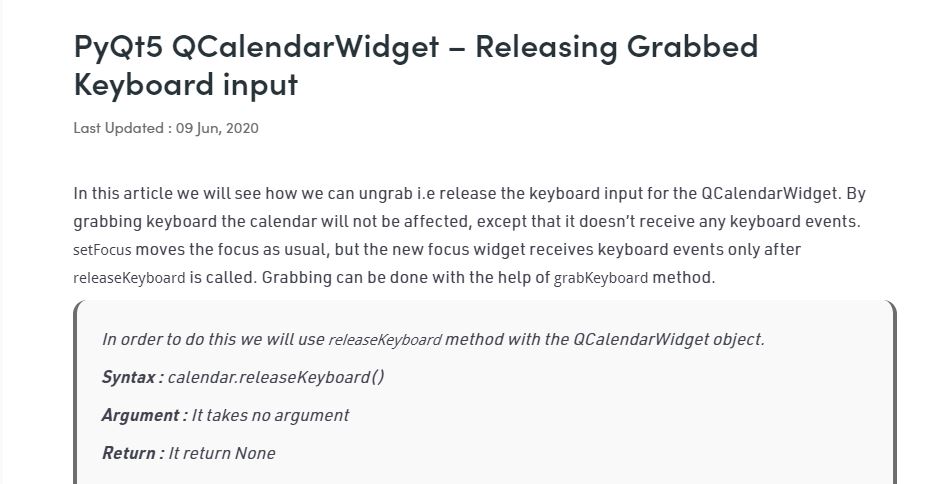 PyQt5 QCalendarWidget – Releasing Grabbed
Keyboard input
Last Updated : 09 Jun, 2020
In this article we will see how we can ungrab i.e release the keyboard input for the QCalendarWidget. By
grabbing keyboard the calendar will not be affected, except that it doesn’t receive any keyboard events.
setFocus moves the focus as usual, but the new focus widget receives keyboard events only after
releaseKeyboard is called. Grabbing can be done with the help of grabKeyboard method.
In order to do this we will use releaseKeyboard method with the QCalendarWidget object.
Syntax : calendar.releaseKeyboard()
Argument : It takes no argument
Return : It return None